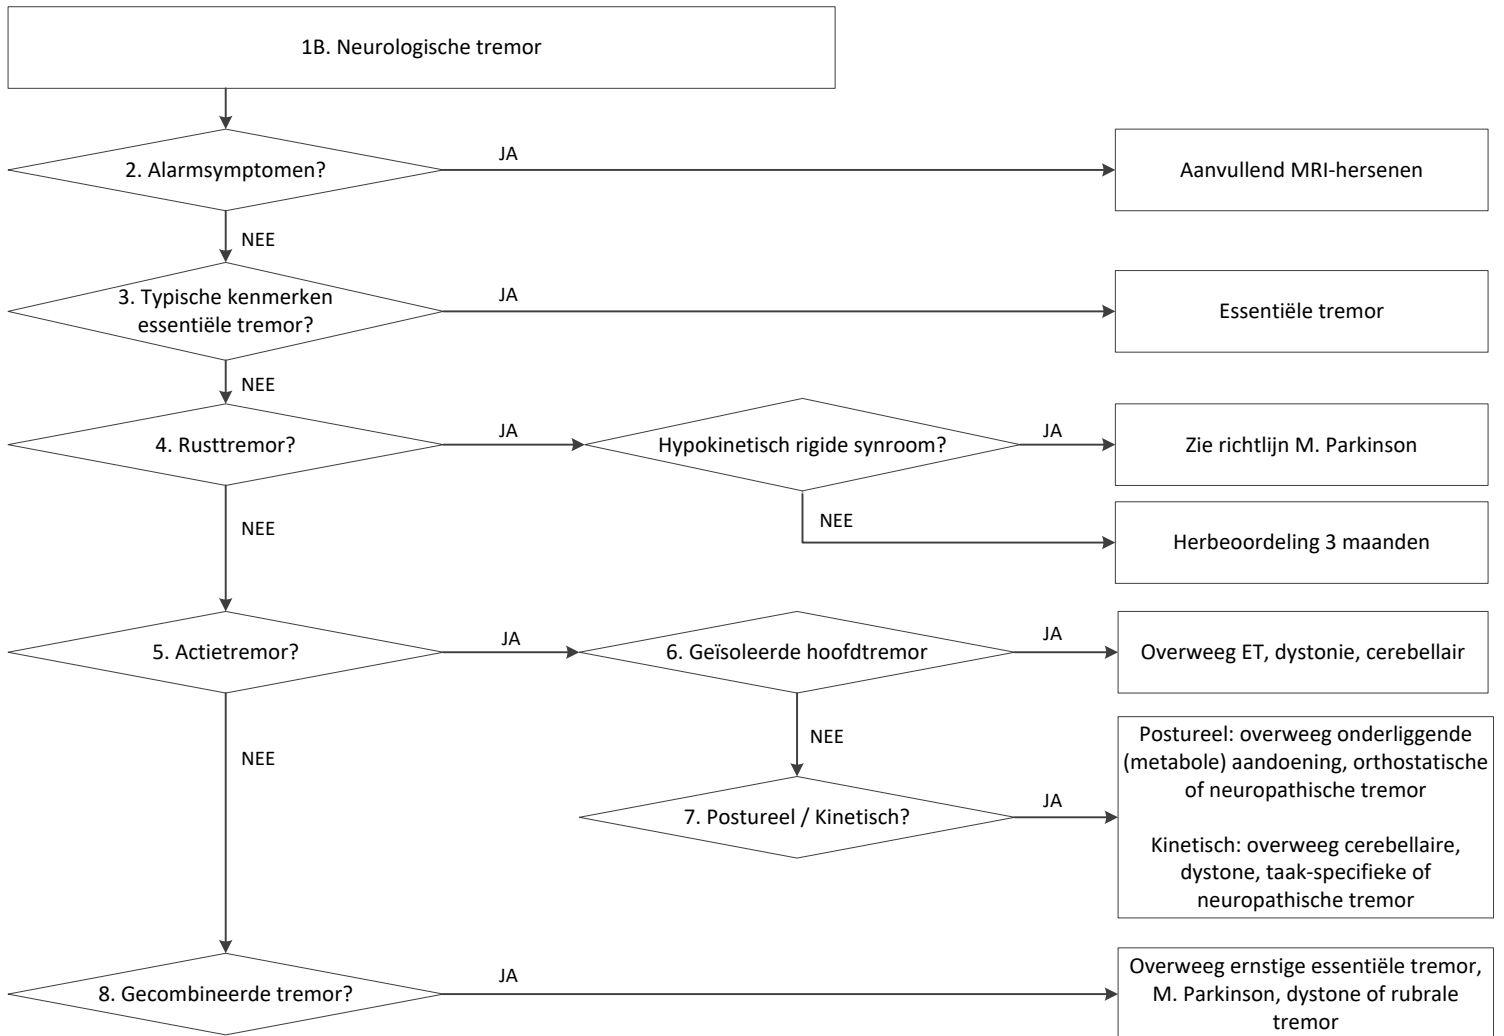 1B. Neurologische tremor
2. Alarmsymptomen?
JA
Aanvullend MRI-hersenen
NEE
3. Typische kenmerken
essentiële tremor?
JA
Essentiële tremor
NEE
4. Rusttremor?
JA
Hypokinetisch rigide synroom?
JA
Zie richtlijn M. Parkinson
NEE
NEE
Herbeoordeling 3 maanden
5. Actietremor?
JA
6. Geïsoleerde hoofdtremor
JA
Overweeg ET, dystonie, cerebellair
NEE
NEE
7. Postureel / Kinetisch?
JA
Postureel: overweeg onderliggende
(metabole) aandoening, orthostatische
of neuropathische tremor
Kinetisch: overweeg cerebellaire,
dystone, taak-specifieke of
neuropathische tremor
8. Gecombineerde tremor?
JA
Overweeg ernstige essentiële tremor,
M. Parkinson, dystone of rubrale
tremor